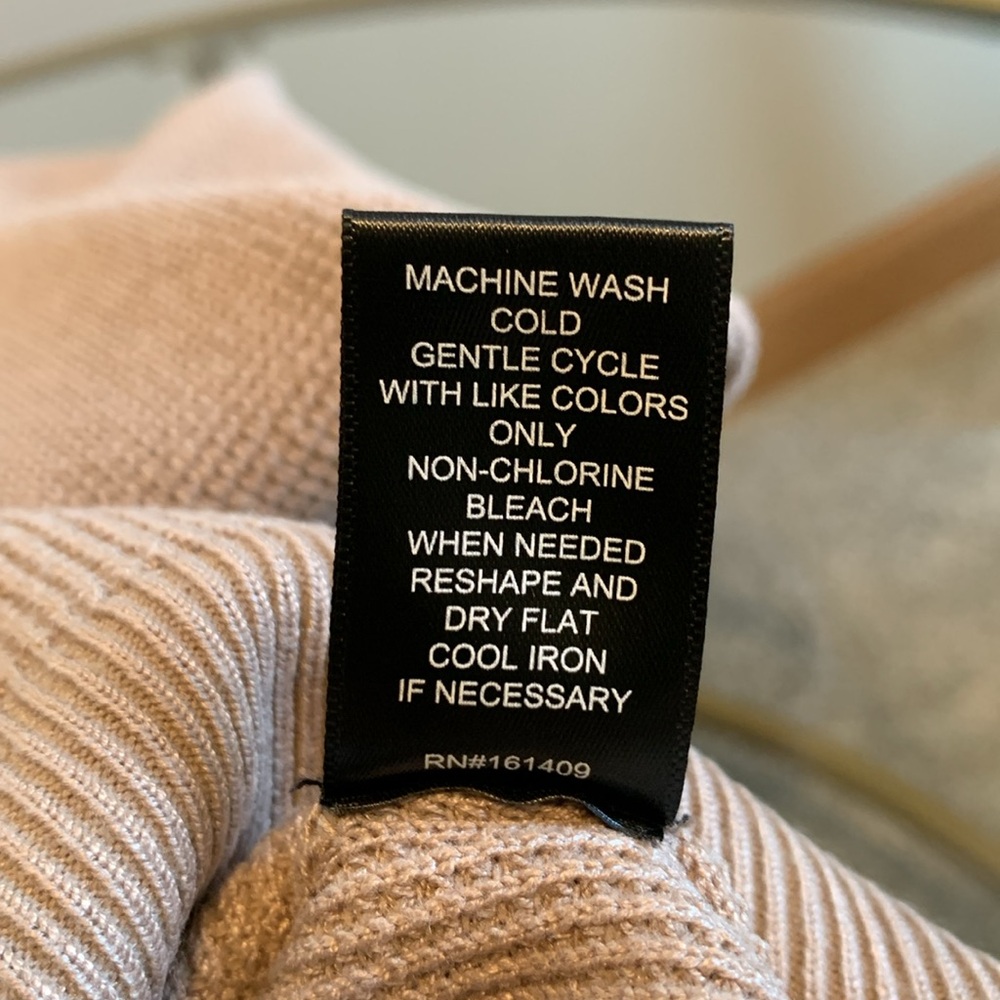 MACHINE WASH
COLD
GENTLE CYCLE
WITH LIKE COLORS
ONLY
NON-CHLORINE
BLEACH
WHEN NEEDED
RESHAPE AND
DRY FLAT
COOL IRON
IF NECESSARY
RN#161409